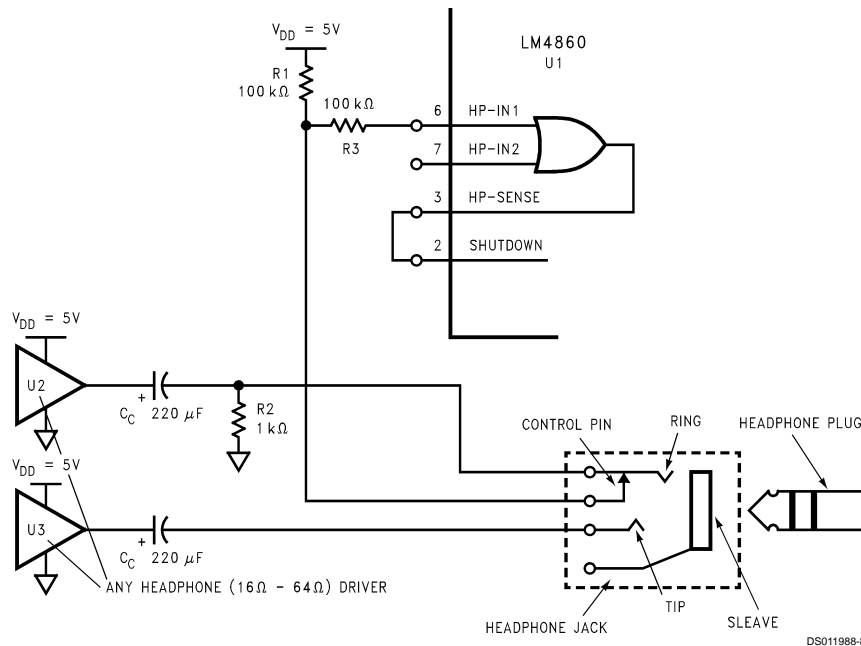 V_DD = 5V
LM4860
U1
R1
100 kΩ
100 kΩ
R3
6 HP-IN1
7 HP-IN2
3 HP-SENSE
2 SHUTDOWN
V_DD = 5V
U2
+
C_C 220 µF
R2
1 kΩ
CONTROL PIN
RING
HEADPHONE PLUG
V_DD = 5V
U3
+
C_C 220 µF
ANY HEADPHONE (16Ω - 64Ω) DRIVER
TIP
SLEAVE
HEADPHONE JACK
DS011988-8